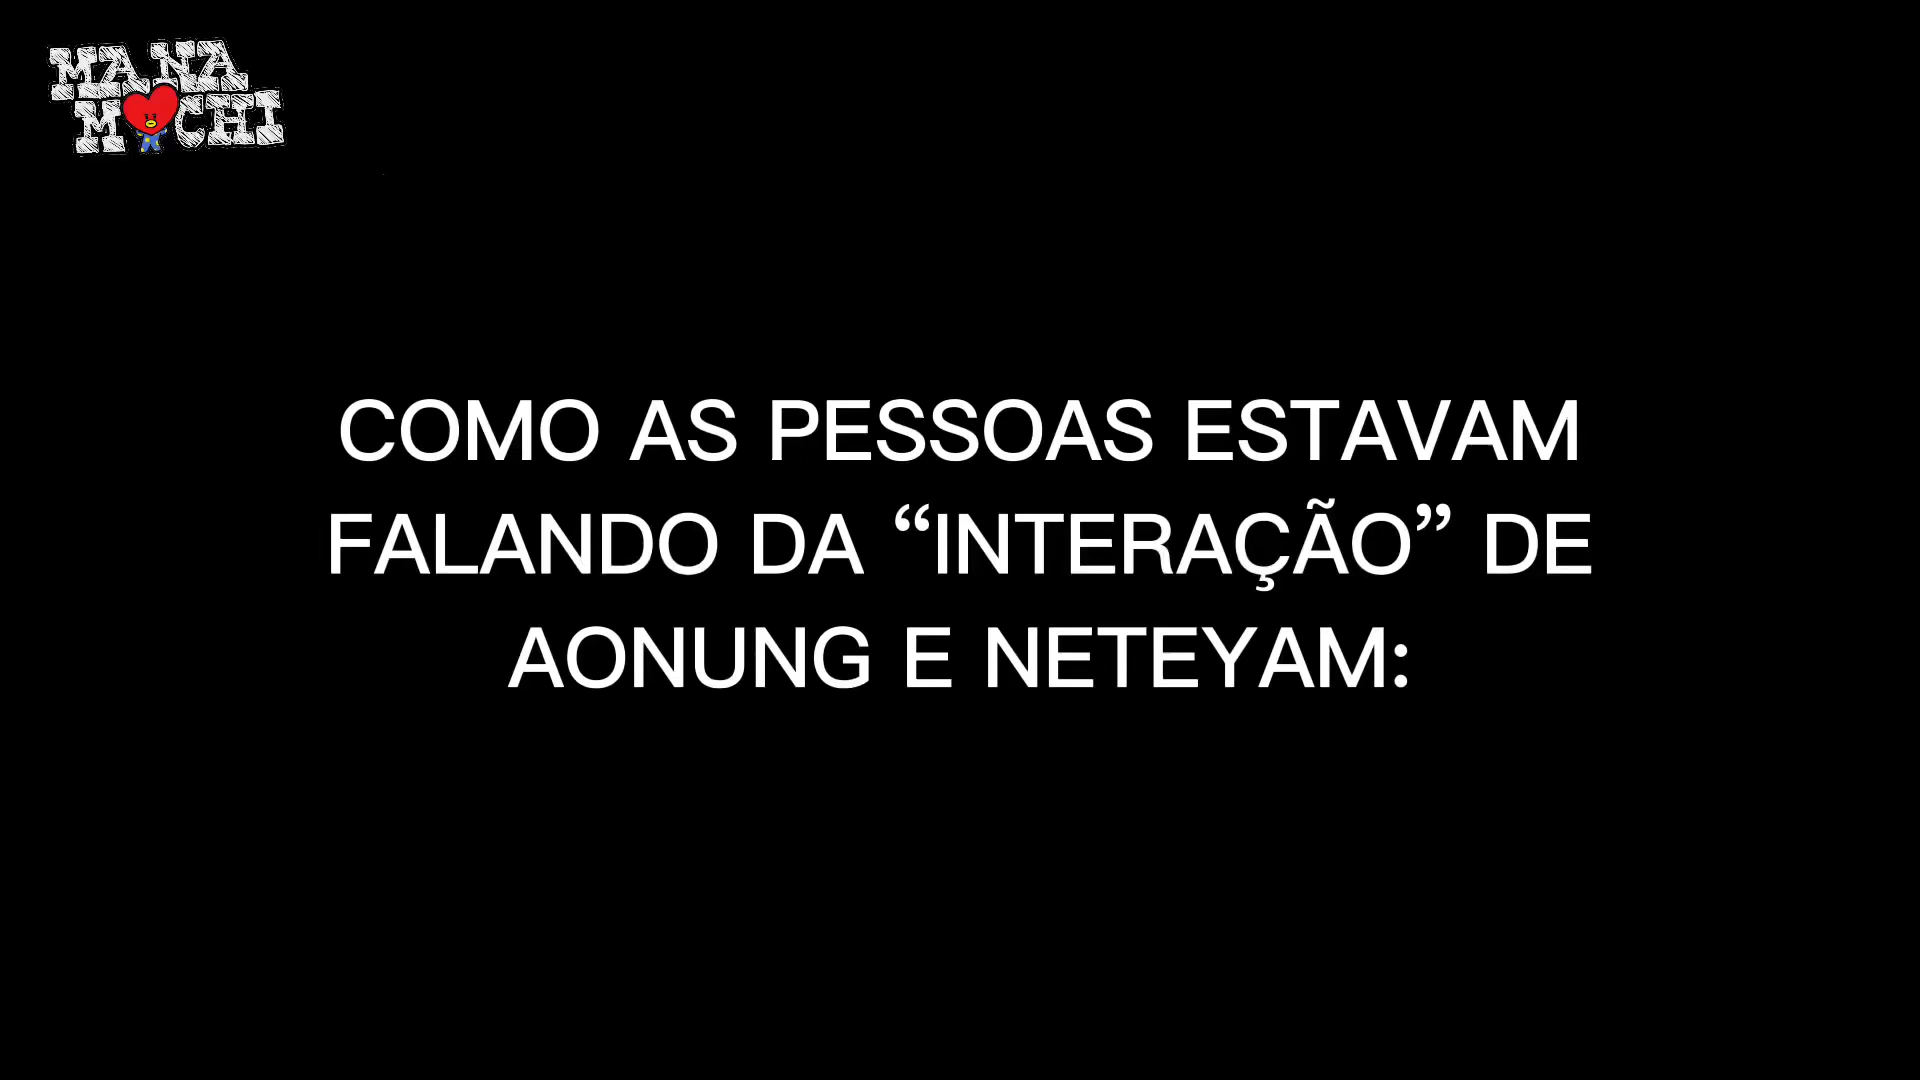 MANA
MOCHI
COMO AS PESSOAS ESTAVAM
FALANDO DA “INTERAÇÃO” DE
AONUNG E NETEYAM: